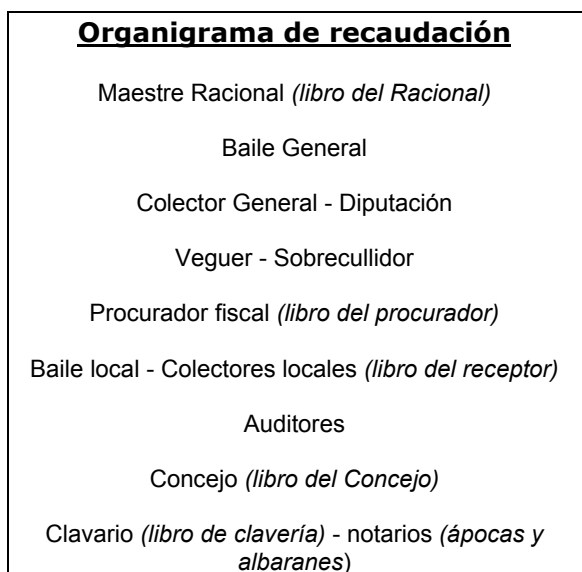 Organigrama de recaudación
Maestre Racional (libro del Racional)
Baile General
Colector General - Diputación
Veguer - Sobrecullidor
Procurador fiscal (libro del procurador)
Baile local - Colectores locales (libro del receptor)
Auditores
Concejo (libro del Concejo)
Clavario (libro de clavería) - notarios (ápocas y
albaranes)